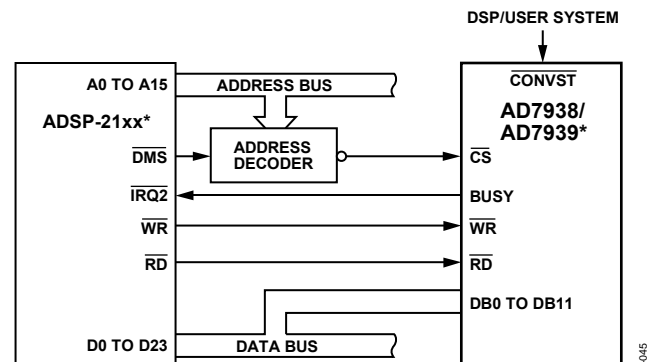 DSP/USER SYSTEM
A0 TO A15
ADDRESS BUS
CONVST
ADSP-21xx*
AD7938/
AD7939*
DMS
ADDRESS
DECODER
CS
IRQ2
BUSY
WR
WR
RD
RD
DB0 TO DB11
D0 TO D23
DATA BUS
-045